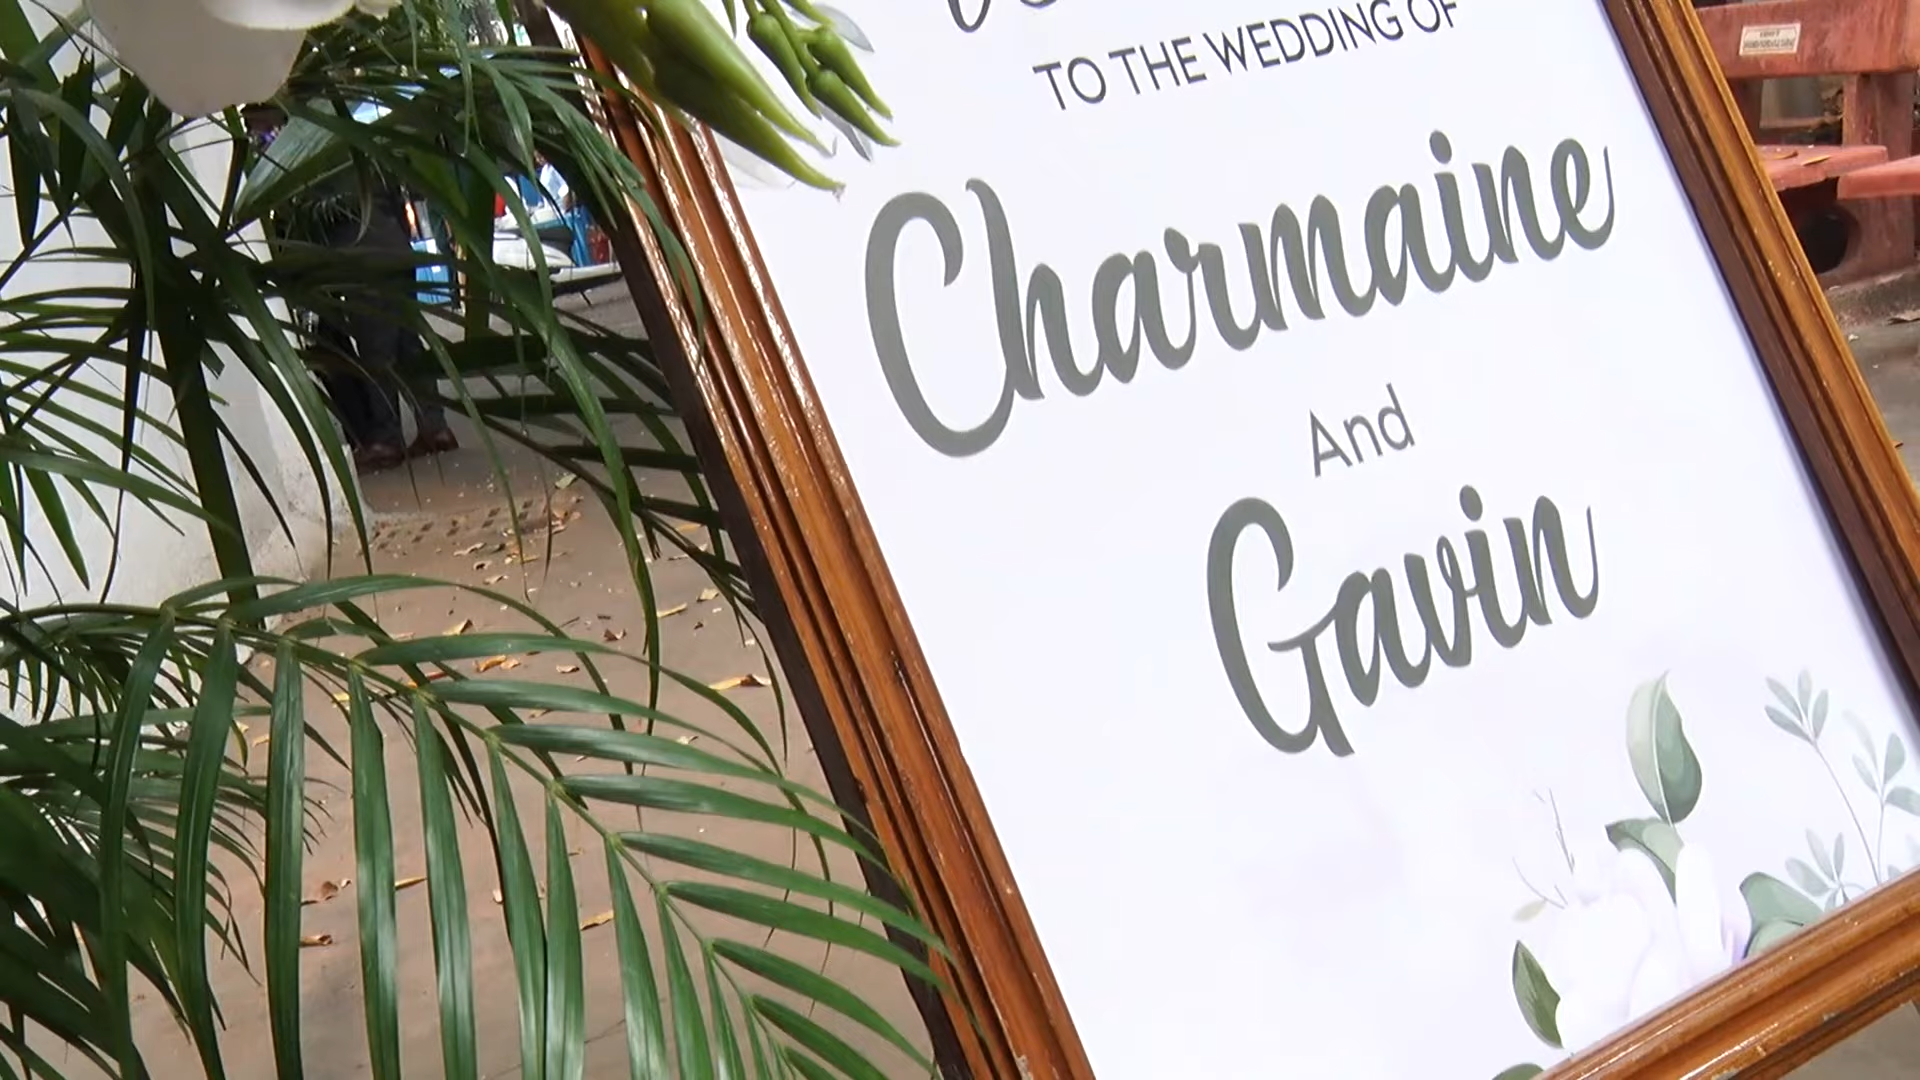 TO THE WEDDING OF
Charmaine
And
Gavin